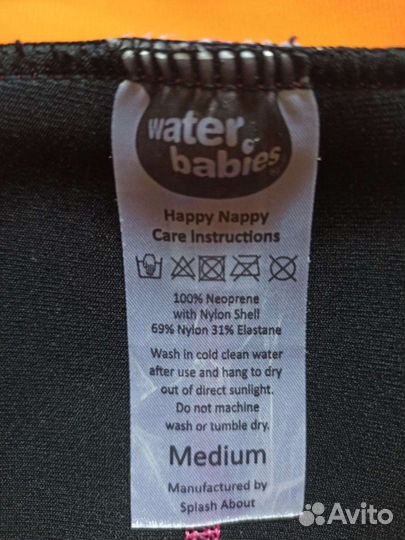 water
babies
Happy Nappy
Care Instructions
100% Neoprene
with Nylon Shell
69% Nylon 31% Elastane
Wash in cold clean water
after use and hang to dry
out of direct sunlight.
Do not machine
wash or tumble dry.
Medium
Manufactured by
Splash About
Avito